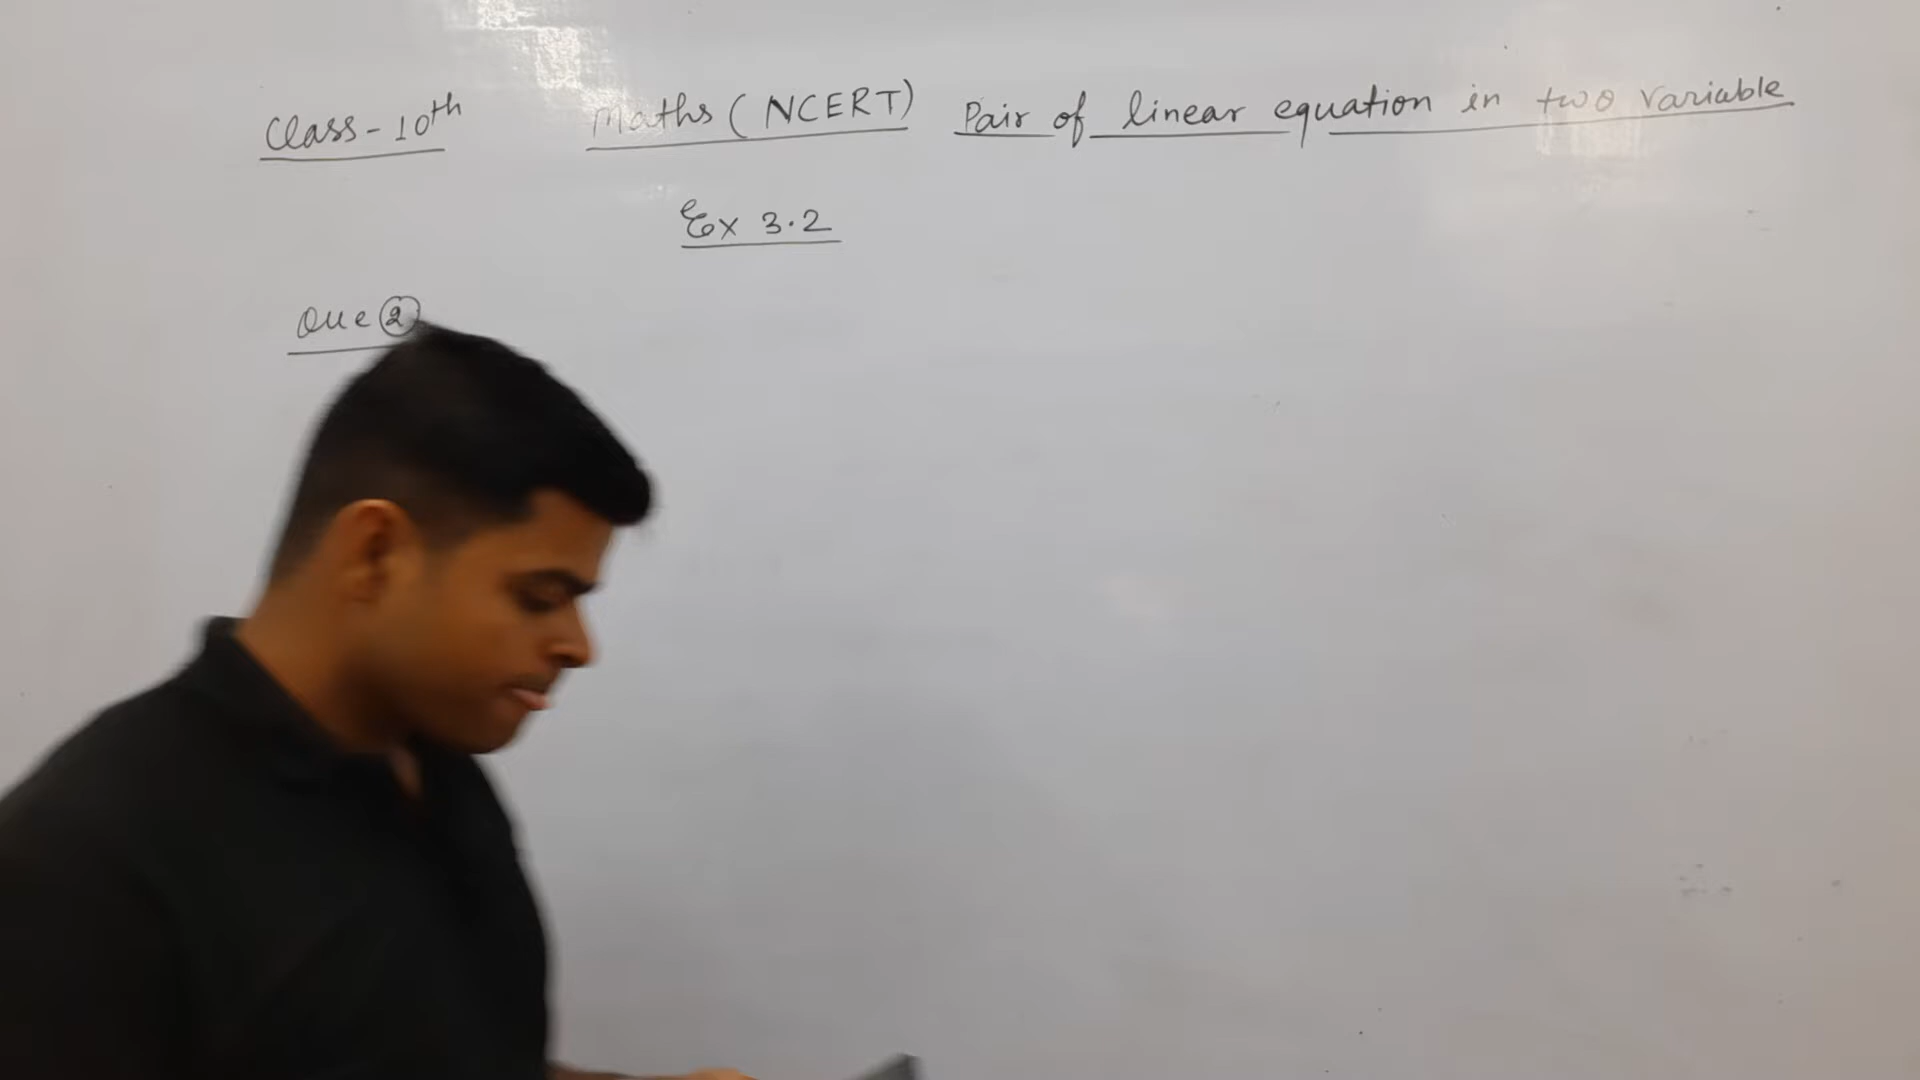 Class - 10th Maths (NCERT) Pair of linear equation in two variable
Ex 3.2
Que 2